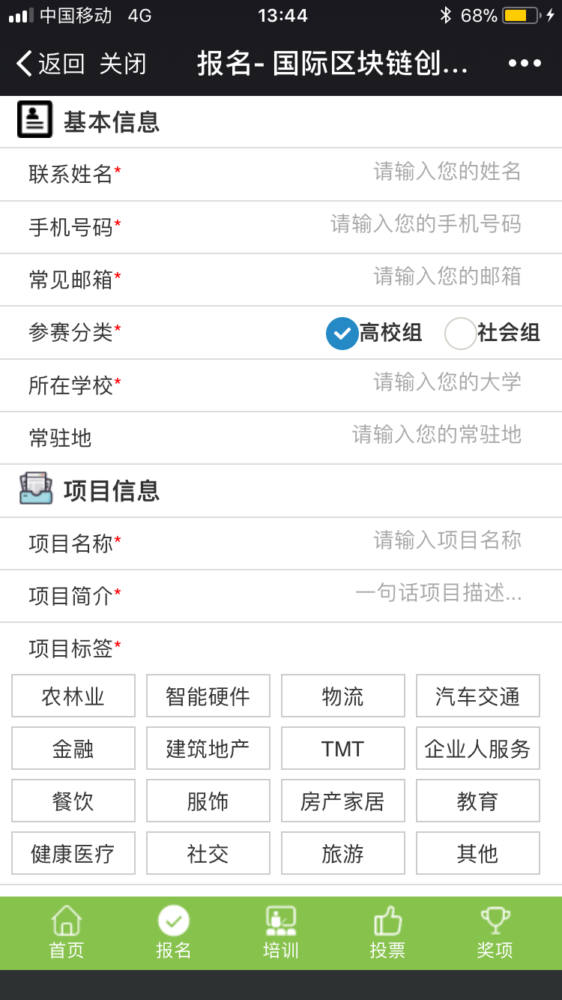 中国移动 4G 13:44 68%
返回 关闭 报名- 国际区块链创...
基本信息
联系姓名* 请输入您的姓名
手机号码* 请输入您的手机号码
常见邮箱* 请输入您的邮箱
参赛分类* 高校组 社会组
所在学校* 请输入您的大学
常驻地 请输入您的常驻地
项目信息
项目名称* 请输入项目名称
项目简介* 一句话项目描述...
项目标签*
农林业 智能硬件 物流 汽车交通
金融 建筑地产 TMT 企业人服务
餐饮 服饰 房产家居 教育
健康医疗 社交 旅游 其他
首页 报名 培训 投票 奖项